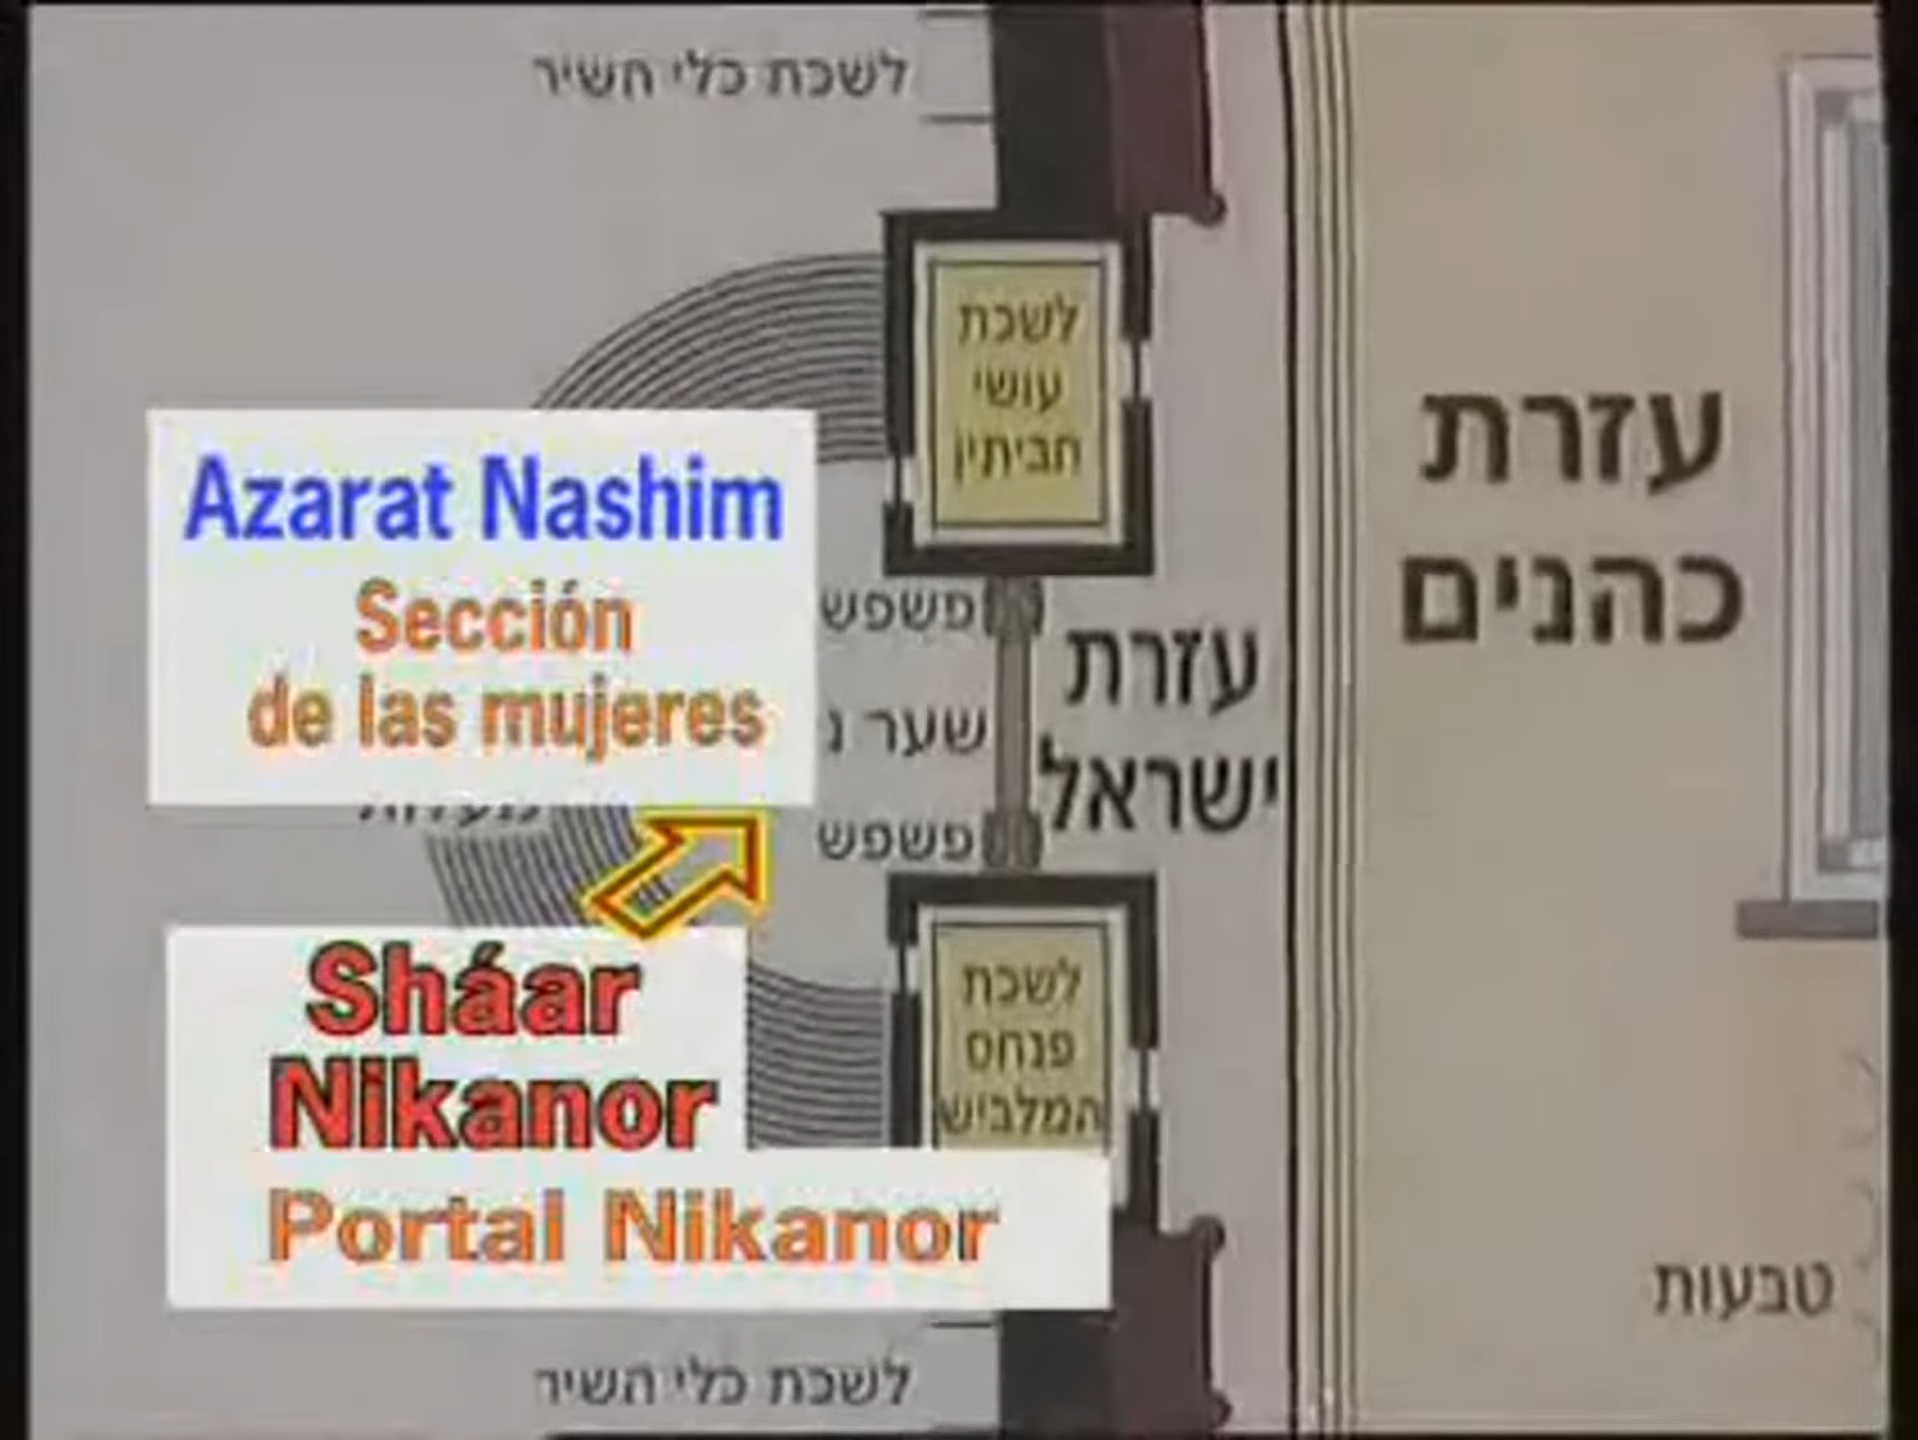 לשכת כלי השיר
לשכת
עושי
חביתין
עזרת
כהנים
Azarat Nashim
Sección
de las mujeres
פשפש
שער נ
פשפש
עזרת
ישראל
Sháar
Nikanor
Portal Nikanor
לשכת
פנחס
המלביש
טבעות
לשכת כלי השיר